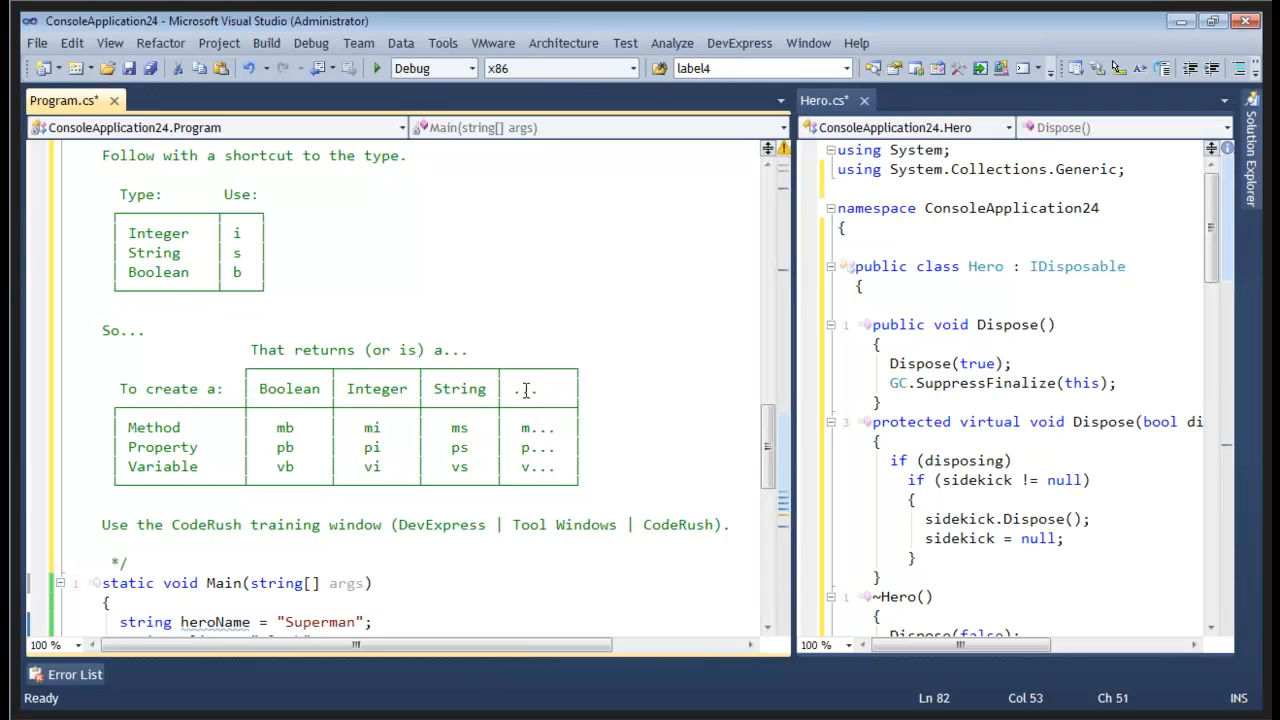 ConsoleApplication24 - Microsoft Visual Studio (Administrator)
File Edit View Refactor Project Build Debug Team Data Tools VMware Architecture Test Analyze DevExpress Window Help
Debug x86 label4
Program.cs*
ConsoleApplication24.Program Main(string[] args)
Follow with a shortcut to the type.
Type: Use:
Integer i
String s
Boolean b
So...
That returns (or is) a...
To create a: Boolean Integer String ...
Method mb mi ms m...
Property pb pi ps p...
Variable vb vi vs v...
Use the CodeRush training window (DevExpress | Tool Windows | CodeRush).
*/
1 static void Main(string[] args)
{
string heroName = "Superman";
100 %
Hero.cs*
ConsoleApplication24.Hero Dispose()
using System;
using System.Collections.Generic;
namespace ConsoleApplication24
{
public class Hero : IDisposable
{
1 public void Dispose()
{
Dispose(true);
GC.SuppressFinalize(this);
}
3 protected virtual void Dispose(bool di
{
if (disposing)
if (sidekick != null)
{
sidekick.Dispose();
sidekick = null;
}
}
1 ~Hero()
{
Dispose(false);
100 %
Solution Explorer
Error List
Ready Ln 82 Col 53 Ch 51 INS